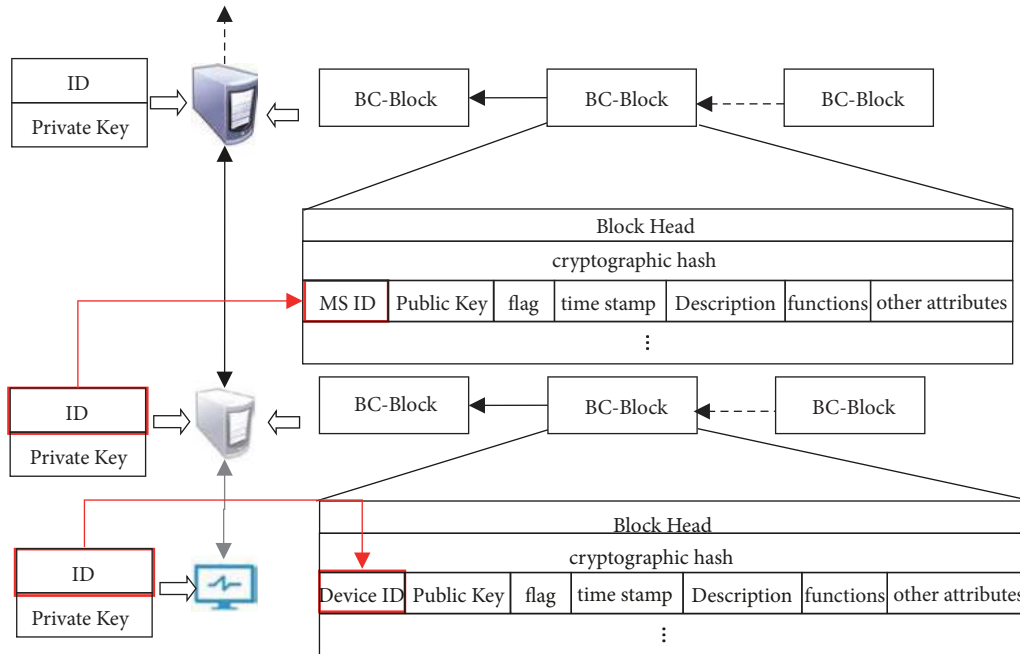 ID
Private Key
BC-Block
BC-Block
BC-Block
Block Head
cryptographic hash
MS ID Public Key flag time stamp Description functions other attributes
⋮
ID
Private Key
BC-Block
BC-Block
BC-Block
Block Head
cryptographic hash
Device ID Public Key flag time stamp Description functions other attributes
⋮
ID
Private Key